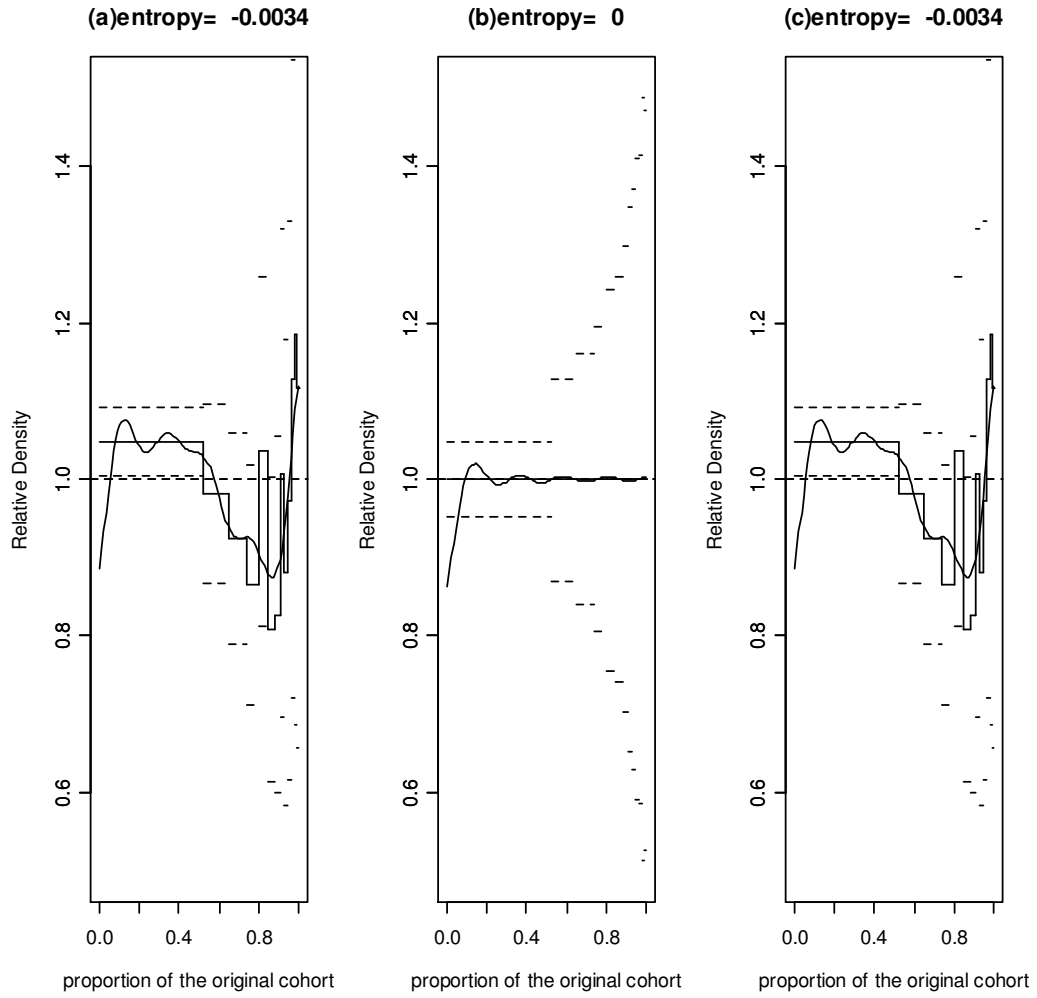 (a)entropy=  -0.0034
(b)entropy=  0
(c)entropy=  -0.0034
Relative Density
0.6
0.8
1.0
1.2
1.4
0.0
0.4
0.8
proportion of the original cohort
Relative Density
0.6
0.8
1.0
1.2
1.4
0.0
0.4
0.8
proportion of the original cohort
Relative Density
0.6
0.8
1.0
1.2
1.4
0.0
0.4
0.8
proportion of the original cohort